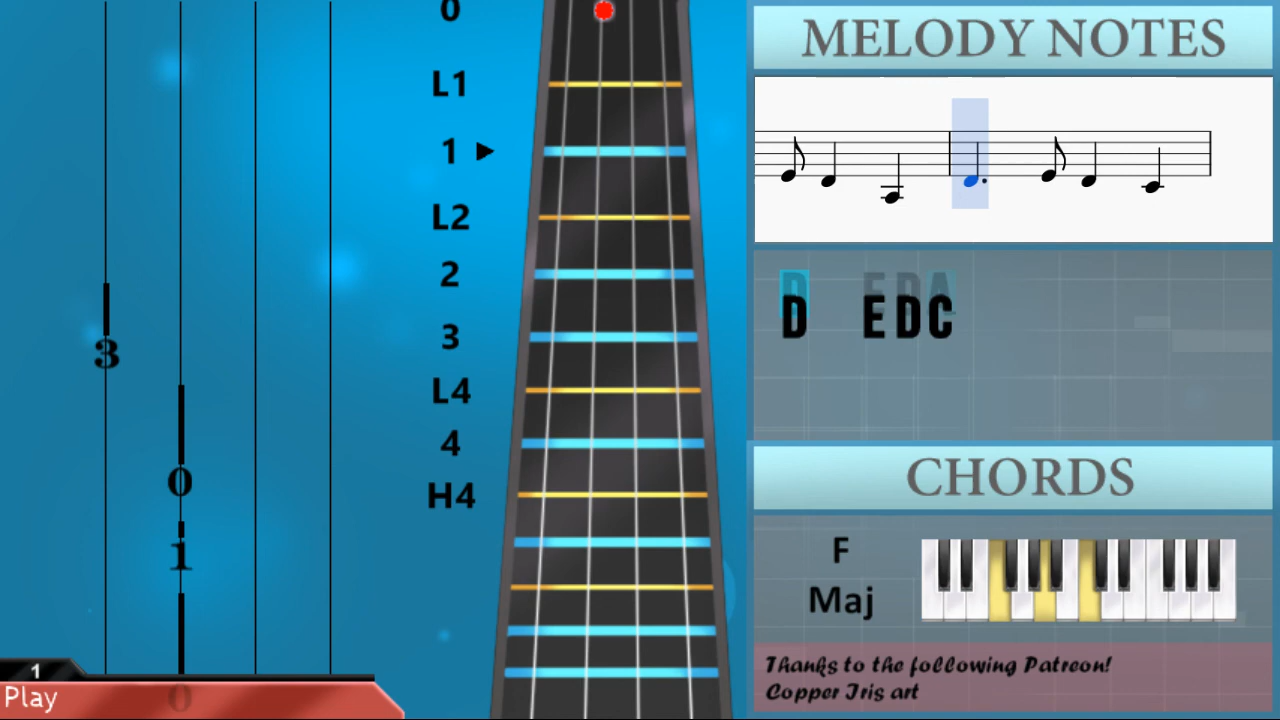 0
L1
1
L2
2
3
L4
4
H4
3
0
1
0
1
Play
MELODY NOTES
D E D A
D E D C
CHORDS
F
Maj
Thanks to the following Patreon!
Copper Iris art